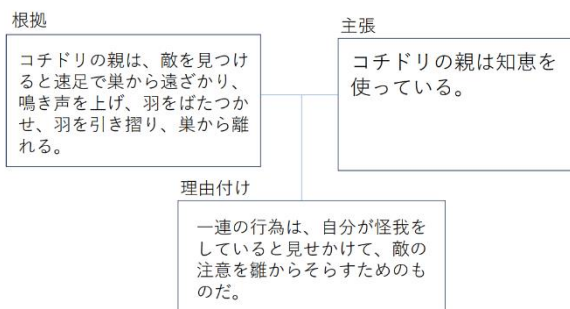 根拠
コチドリの親は、敵を見つけ
ると速足で巣から遠ざかり、
鳴き声を上げ、羽をばたつか
せ、羽を引き摺り、巣から離
れる。
主張
コチドリの親は知恵を
使っている。
理由付け
一連の行為は、自分が怪我を
していると見せかけて、敵の
注意を雛からそらすためのも
のだ。